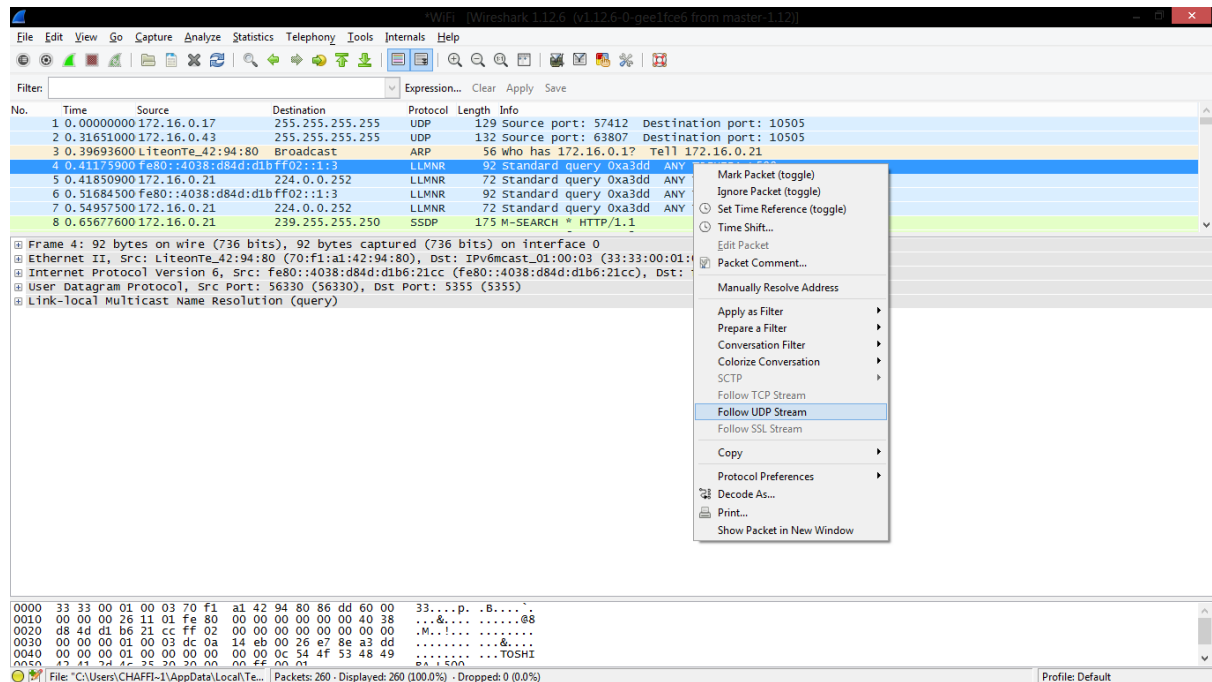 *WiFi [Wireshark 1.12.6 (v1.12.6-0-gee1fce6 from master-1.12)]
File Edit View Go Capture Analyze Statistics Telephony Tools Internals Help
Filter: Expression... Clear Apply Save
No. Time Source Destination Protocol Length Info
1 0.00000000 172.16.0.17 255.255.255.255 UDP 129 Source port: 57412 Destination port: 10505
2 0.31651000 172.16.0.43 255.255.255.255 UDP 132 Source port: 63807 Destination port: 10505
3 0.39693600 LiteonTe_42:94:80 Broadcast ARP 56 Who has 172.16.0.1? Tell 172.16.0.21
4 0.41175900 fe80::4038:d84d:d1bff02::1:3 LLMNR 92 Standard query 0xa3dd ANY
5 0.41850900 172.16.0.21 224.0.0.252 LLMNR 72 Standard query 0xa3dd ANY
6 0.51684500 fe80::4038:d84d:d1bff02::1:3 LLMNR 92 Standard query 0xa3dd ANY
7 0.54957500 172.16.0.21 224.0.0.252 LLMNR 72 Standard query 0xa3dd ANY
8 0.65677600 172.16.0.21 239.255.255.250 SSDP 175 M-SEARCH * HTTP/1.1
Frame 4: 92 bytes on wire (736 bits), 92 bytes captured (736 bits) on interface 0
Ethernet II, Src: LiteonTe_42:94:80 (70:f1:a1:42:94:80), Dst: IPv6mcast_01:00:03 (33:33:00:01:
Internet Protocol Version 6, Src: fe80::4038:d84d:d1b6:21cc (fe80::4038:d84d:d1b6:21cc), Dst:
User Datagram Protocol, Src Port: 56330 (56330), Dst Port: 5355 (5355)
Link-local Multicast Name Resolution (query)
Mark Packet (toggle)
Ignore Packet (toggle)
Set Time Reference (toggle)
Time Shift...
Edit Packet
Packet Comment...
Manually Resolve Address
Apply as Filter
Prepare a Filter
Conversation Filter
Colorize Conversation
SCTP
Follow TCP Stream
Follow UDP Stream
Follow SSL Stream
Copy
Protocol Preferences
Decode As...
Print...
Show Packet in New Window
0000 33 33 00 01 00 03 70 f1 a1 42 94 80 86 dd 60 00 33....p. .B....`.
0010 00 00 00 26 11 01 fe 80 00 00 00 00 00 00 40 38 ...&.... ......@8
0020 d8 4d d1 b6 21 cc ff 02 00 00 00 00 00 00 00 00 .M..!... ........
0030 00 00 00 01 00 03 dc 0a 14 eb 00 26 e7 8e a3 dd ........ ...&....
0040 00 00 00 01 00 00 00 00 00 00 0c 54 4f 53 48 49 ........ ...TOSHI
0050 42 41 2d 4c 35 30 30 00 00 ff 00 01 BA-L500
File: "C:\Users\CHAFFI~1\AppData\Local\Te... Packets: 260 · Displayed: 260 (100.0%) · Dropped: 0 (0.0%) Profile: Default